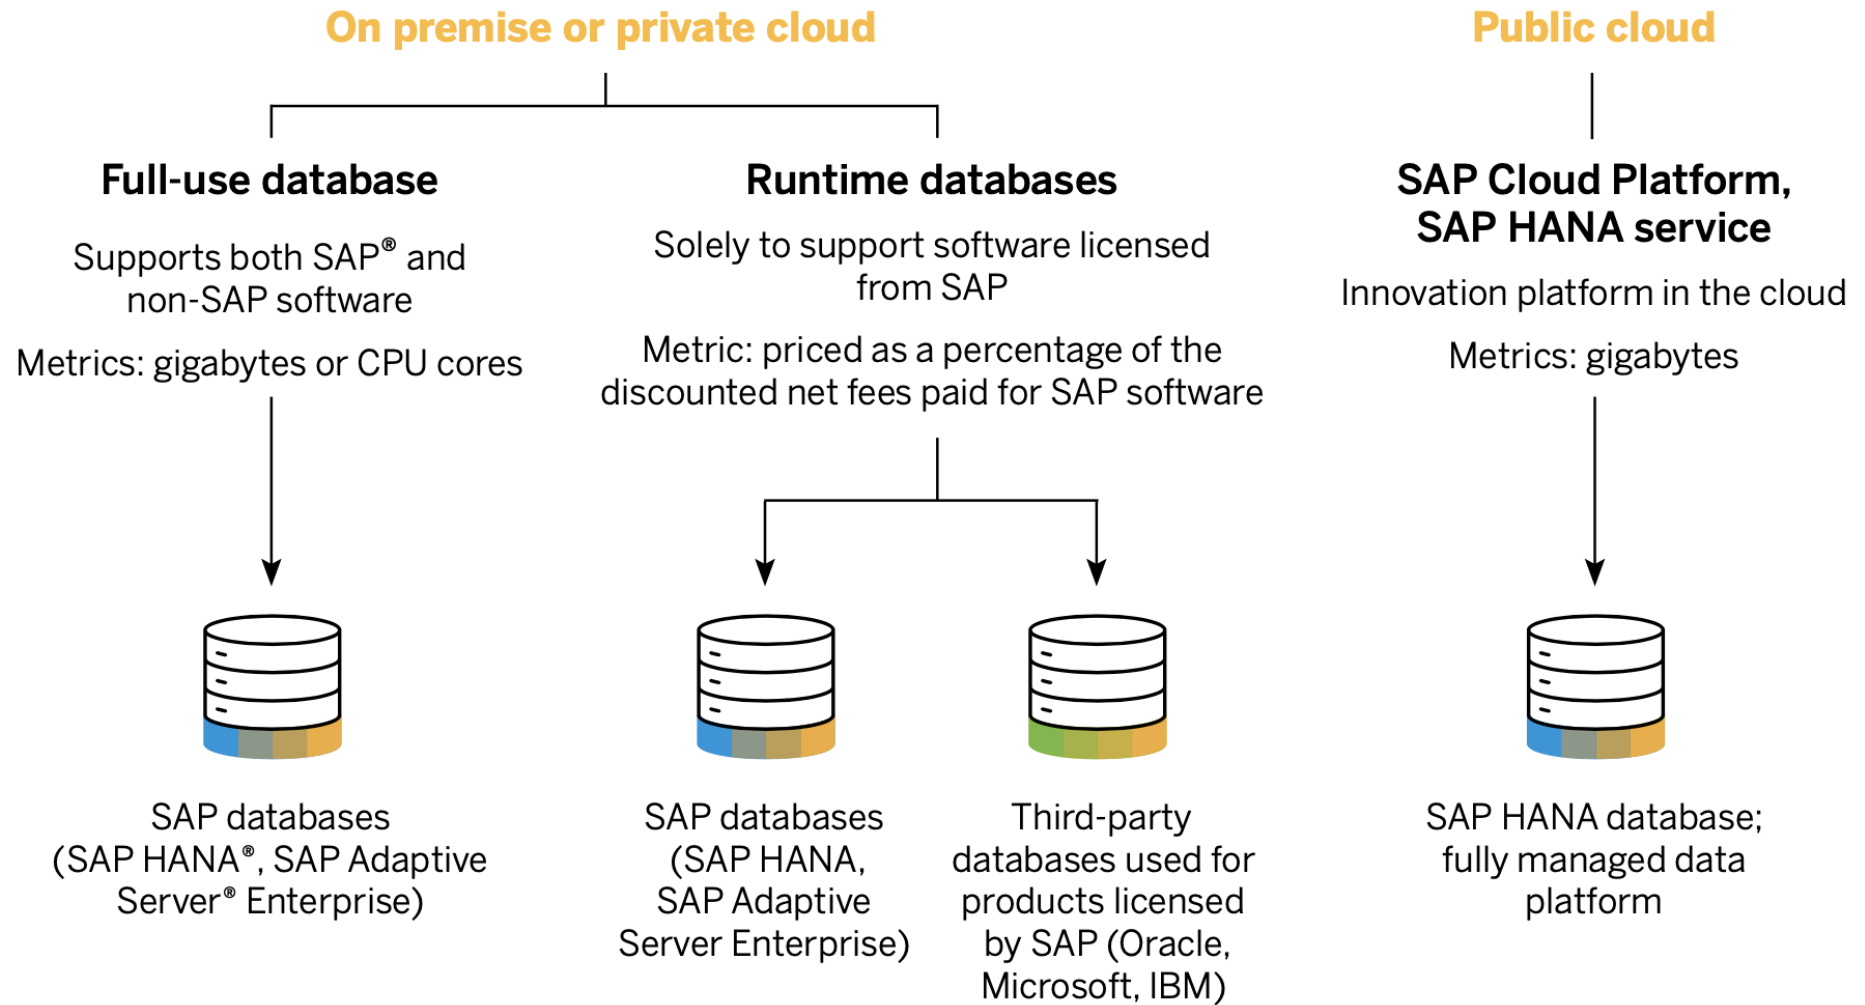 On premise or private cloud
Public cloud
Full-use database
Supports both SAP® and
non-SAP software
Metrics: gigabytes or CPU cores
Runtime databases
Solely to support software licensed
from SAP
Metric: priced as a percentage of the
discounted net fees paid for SAP software
SAP Cloud Platform,
SAP HANA service
Innovation platform in the cloud
Metrics: gigabytes
SAP databases
(SAP HANA®, SAP Adaptive
Server® Enterprise)
SAP databases
(SAP HANA,
SAP Adaptive
Server Enterprise)
Third-party
databases used for
products licensed
by SAP (Oracle,
Microsoft, IBM)
SAP HANA database;
fully managed data
platform